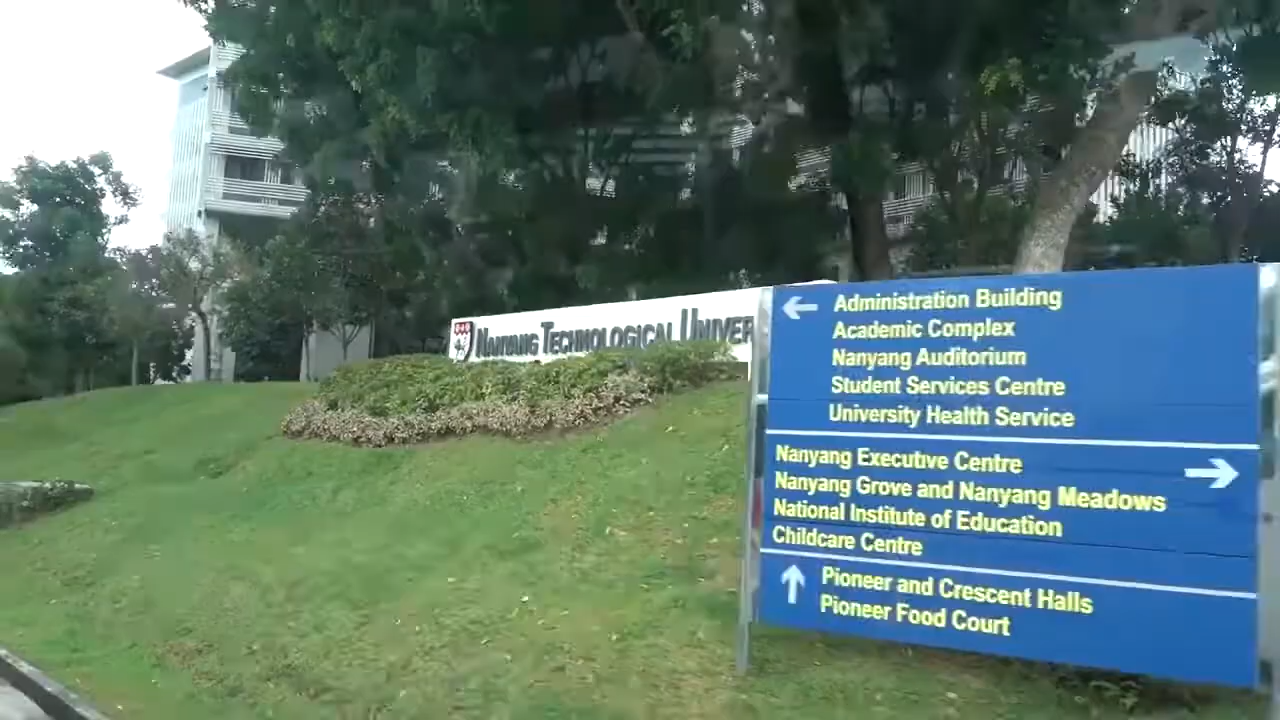 NANYANG TECHNOLOGICAL UNIVER
Administration Building
Academic Complex
Nanyang Auditorium
Student Services Centre
University Health Service
Nanyang Executive Centre
Nanyang Grove and Nanyang Meadows
National Institute of Education
Childcare Centre
Pioneer and Crescent Halls
Pioneer Food Court